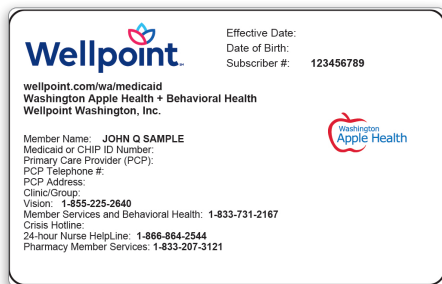 Wellpoint
Effective Date:
Date of Birth:
Subscriber #: 123456789
wellpoint.com/wa/medicaid
Washington Apple Health + Behavioral Health
Wellpoint Washington, Inc.
Washington
Apple Health
Member Name: JOHN Q SAMPLE
Medicaid or CHIP ID Number:
Primary Care Provider (PCP):
PCP Telephone #:
PCP Address:
Clinic/Group:
Vision: 1-855-225-2640
Member Services and Behavioral Health: 1-833-731-2167
Crisis Hotline:
24-hour Nurse HelpLine: 1-866-864-2544
Pharmacy Member Services: 1-833-207-3121